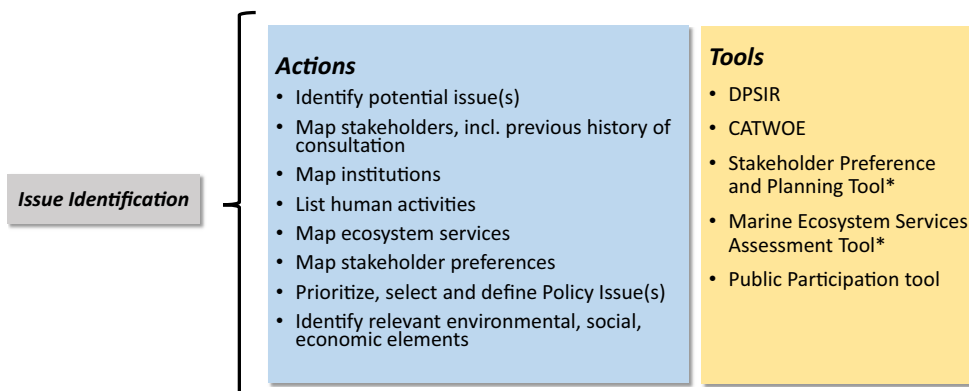 Issue Identification
Actions
• Identify potential issue(s)
• Map stakeholders, incl. previous history of
consultation
• Map institutions
• List human activities
• Map ecosystem services
• Map stakeholder preferences
• Prioritize, select and define Policy Issue(s)
• Identify relevant environmental, social,
economic elements
Tools
• DPSIR
• CATWOE
• Stakeholder Preference
and Planning Tool*
• Marine Ecosystem Services
Assessment Tool*
• Public Participation tool